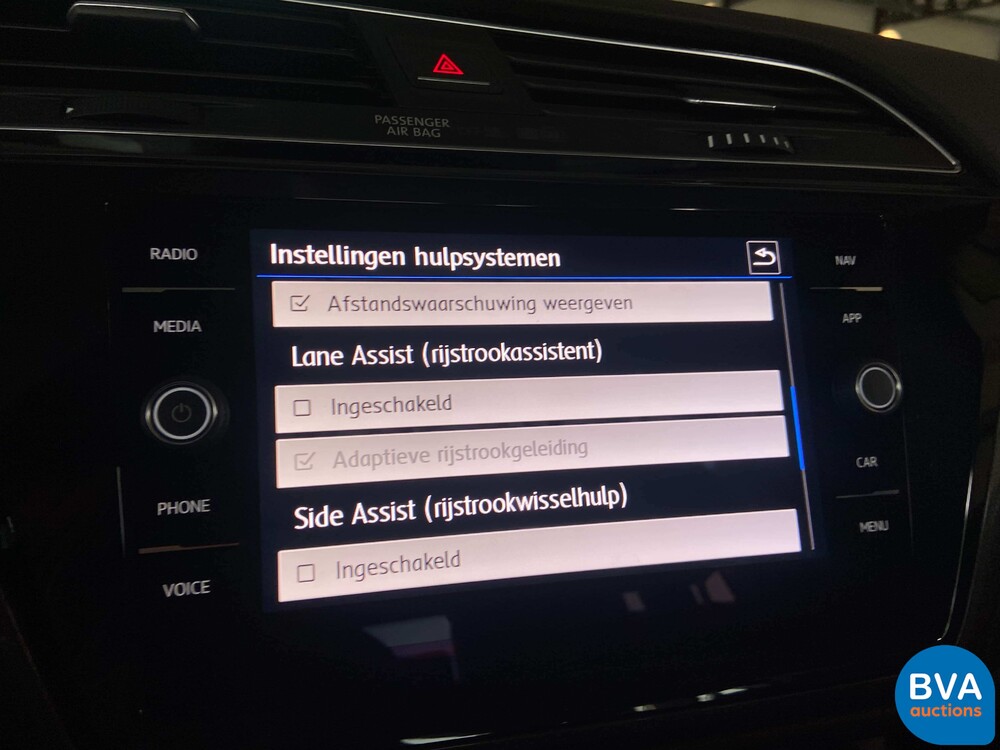 PASSENGER
AIR BAG
RADIO
MEDIA
PHONE
VOICE
Instellingen hulpsystemen
Afstandswaarschuwing weergeven
Lane Assist (rijstrookassistent)
Ingeschakeld
Adaptieve rijstrookgeleiding
Side Assist (rijstrookwisselhulp)
Ingeschakeld
NAV
APP
CAR
MENU
BVA
auctions